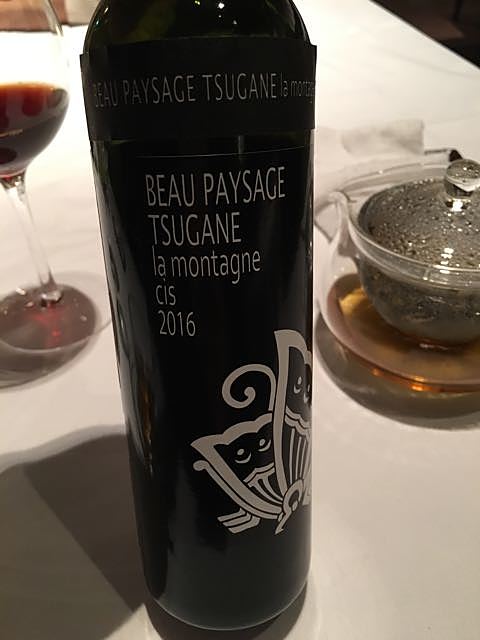 BEAU PAYSAGE TSUGANE la montag
BEAU PAYSAGE
TSUGANE
la montagne
cis
2016